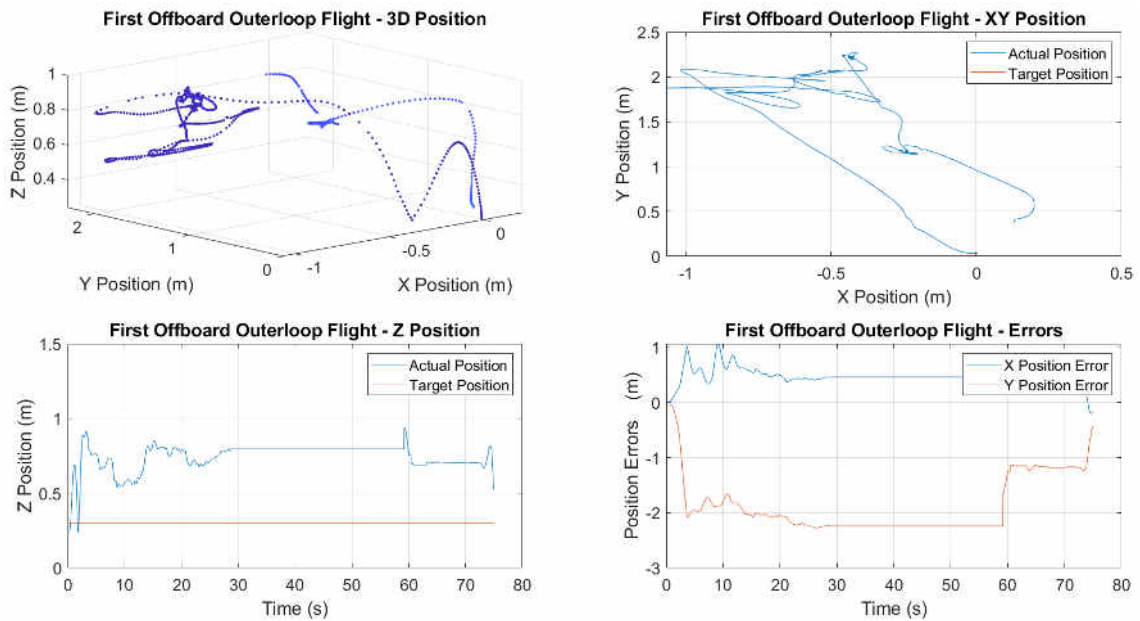 First Offboard Outerloop Flight - 3D Position
Z Position (m)
1
0.8
0.6
0.4
2
1
0
Y Position (m)
-1
-0.5
0
X Position (m)
First Offboard Outerloop Flight - XY Position
Y Position (m)
2.5
2
1.5
1
0.5
0
Actual Position
Target Position
-1
-0.5
0
0.5
X Position (m)
First Offboard Outerloop Flight - Z Position
Z Position (m)
1.5
1
0.5
0
Actual Position
Target Position
0
10
20
30
40
50
60
70
80
Time (s)
First Offboard Outerloop Flight - Errors
Position Errors (m)
1
0
-1
-2
-3
X Position Error
Y Position Error
0
10
20
30
40
50
60
70
80
Time (s)